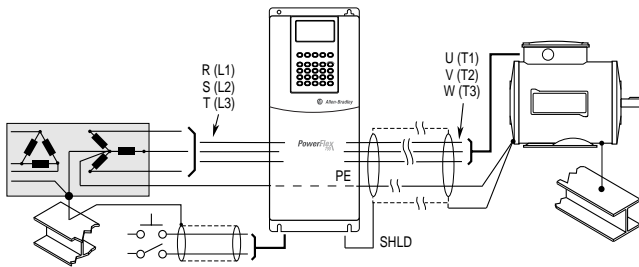 R (L1)
S (L2)
T (L3)
Allen-Bradley
U (T1)
V (T2)
W (T3)
PowerFlex
PE
SHLD